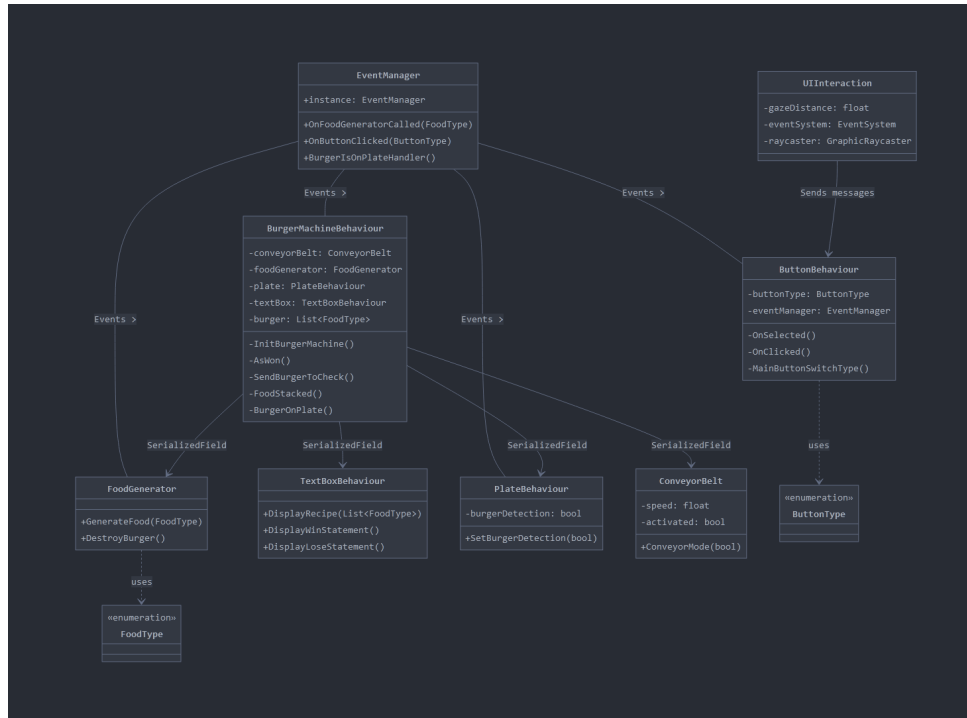 EventManager
+instance: EventManager
+OnFoodGeneratorCalled(FoodType)
+OnButtonClicked(ButtonType)
+BurgerIsOnPlateHandler()
UIInteraction
-gazeDistance: float
-eventSystem: EventSystem
-raycaster: GraphicRaycaster
Events >
Events >
Sends messages
BurgerMachineBehaviour
-conveyorBelt: ConveyorBelt
-foodGenerator: FoodGenerator
-plate: PlateBehaviour
-textBox: TextBoxBehaviour
-burger: List<FoodType>
-InitBurgerMachine()
-AsWon()
-SendBurgerToCheck()
-FoodStacked()
-BurgerOnPlate()
ButtonBehaviour
-buttonType: ButtonType
-eventManager: EventManager
-OnSelected()
-OnClicked()
-MainButtonSwitchType()
Events >
Events >
SerializedField
SerializedField
SerializedField
SerializedField
uses
FoodGenerator
+GenerateFood(FoodType)
+DestroyBurger()
TextBoxBehaviour
+DisplayRecipe(List<FoodType>)
+DisplayWinStatement()
+DisplayLoseStatement()
PlateBehaviour
-burgerDetection: bool
+SetBurgerDetection(bool)
ConveyorBelt
-speed: float
-activated: bool
+ConveyorMode(bool)
«enumeration»
ButtonType
uses
«enumeration»
FoodType